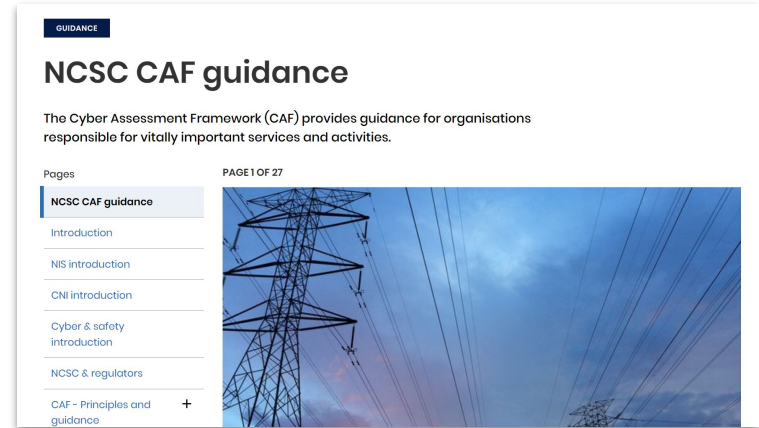 GUIDANCE
NCSC CAF guidance
The Cyber Assessment Framework (CAF) provides guidance for organisations
responsible for vitally important services and activities.
Pages
PAGE 1 OF 27
NCSC CAF guidance
Introduction
NIS introduction
CNI introduction
Cyber & safety
introduction
NCSC & regulators
CAF - Principles and +
guidance